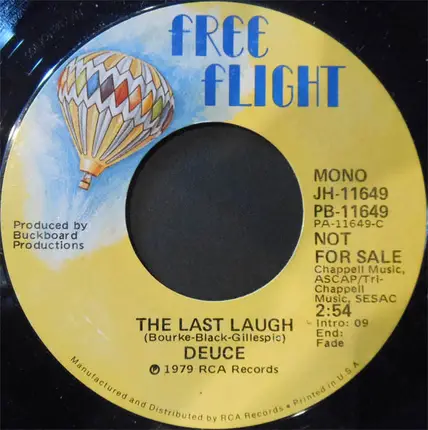 FREE
FLIGHT
MONO
JH-11649
PB-11649
PA-11649-C
NOT
FOR SALE
Chappell Music,
ASCAP/Tri-
Chappell
Music, SESAC
2:54
Intro: 09
End:
Fade
Produced by
Buckboard
Productions
THE LAST LAUGH
(Bourke-Black-Gillespic)
DEUCE
℗ 1979 RCA Records
Manufactured and Distributed by RCA Records • Printed in U.S.A.